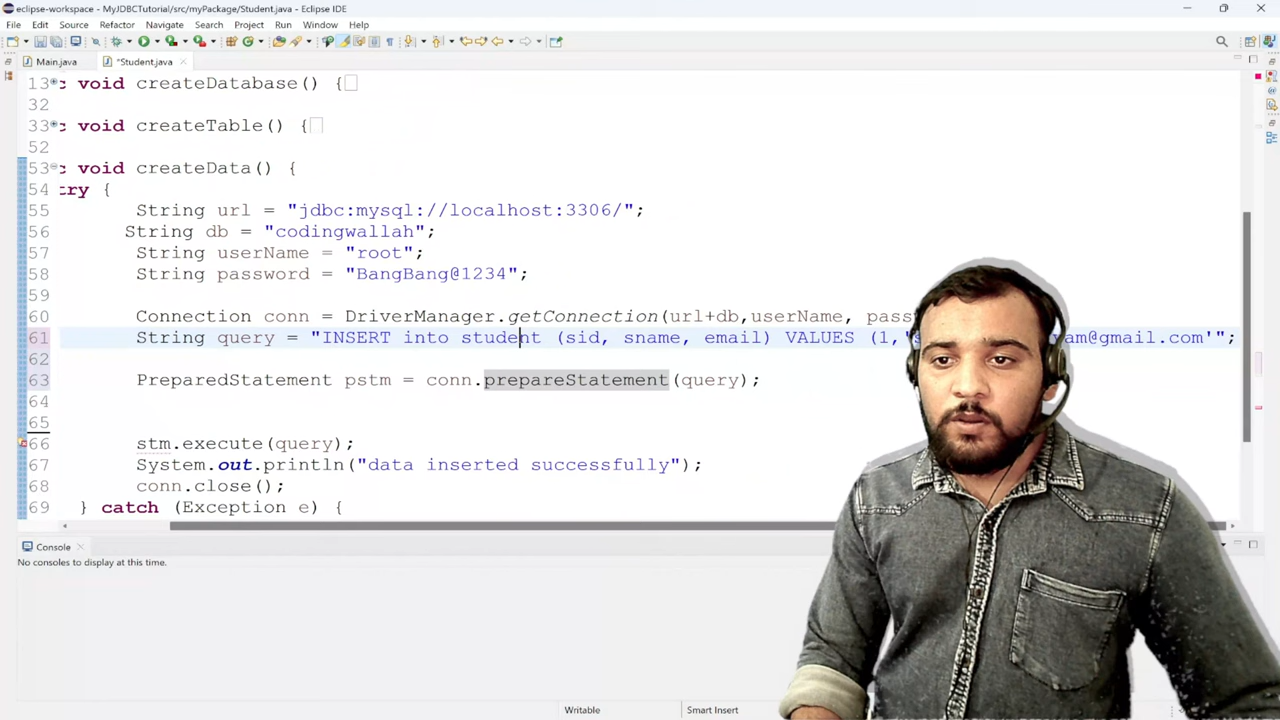 eclipse-workspace - MyJDBCTutorial/src/myPackage/Student.java - Eclipse IDE
File Edit Source Refactor Navigate Search Project Run Window Help
Main.java *Student.java
13 void createDatabase() {
32
33 void createTable() {
52
53 void createData() {
54 try {
55 String url = "jdbc:mysql://localhost:3306/";
56 String db = "codingwallah";
57 String userName = "root";
58 String password = "BangBang@1234";
59
60 Connection conn = DriverManager.getConnection(url+db,userName, pass
61 String query = "INSERT into student (sid, sname, email) VALUES (1,' am@gmail.com'";
62
63 PreparedStatement pstm = conn.prepareStatement(query);
64
65
66 stm.execute(query);
67 System.out.println("data inserted successfully");
68 conn.close();
69 } catch (Exception e) {
Console
No consoles to display at this time.
Writable Smart Insert